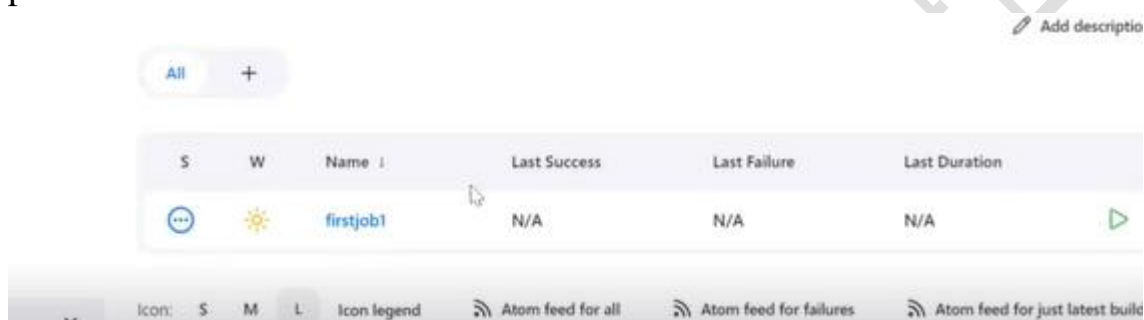 Add descriptio
All +
S W Name ↓ Last Success Last Failure Last Duration
firstjob1 N/A N/A N/A
Icon: S M L Icon legend Atom feed for all Atom feed for failures Atom feed for just latest build